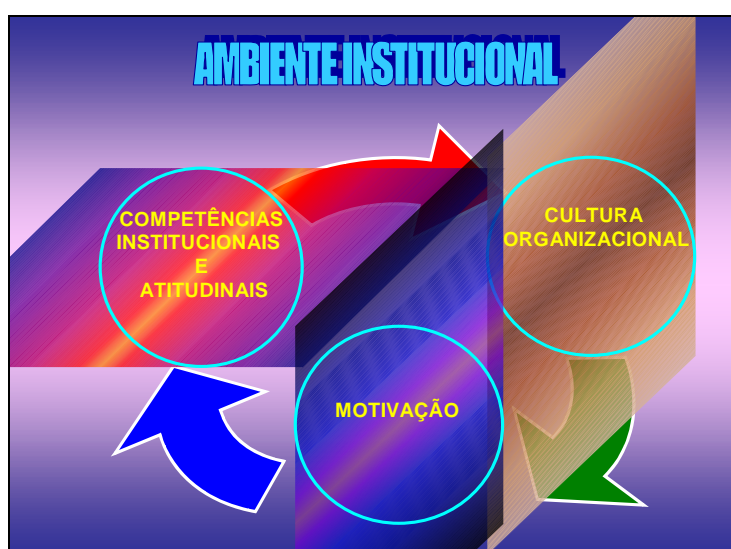 AMBIENTE INSTITUCIONAL
COMPETÊNCIAS
INSTITUCIONAIS
E
ATITUDINAIS
CULTURA
ORGANIZACIONAL
MOTIVAÇÃO